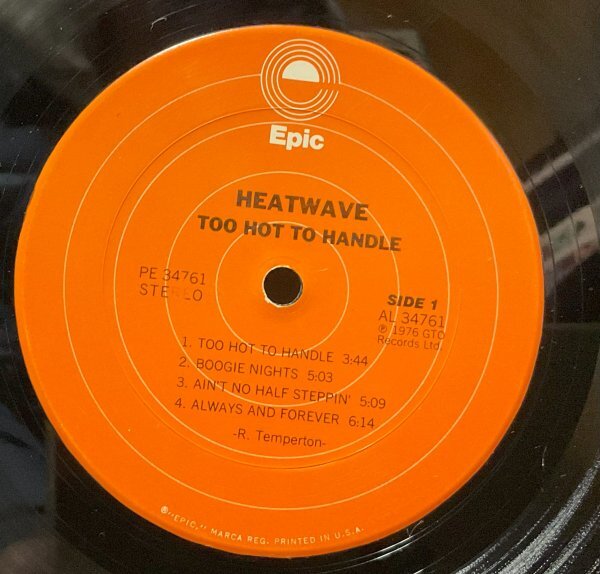 Epic
HEATWAVE
TOO HOT TO HANDLE
PE 34761
STEREO
SIDE 1
AL 34761
℗ 1976 GTO
Records Ltd.
1. TOO HOT TO HANDLE 3:44
2. BOOGIE NIGHTS 5:03
3. AIN'T NO HALF STEPPIN' 5:09
4. ALWAYS AND FOREVER 6:14
-R. Temperton-
®"EPIC," MARCA REG. PRINTED IN U.S.A.